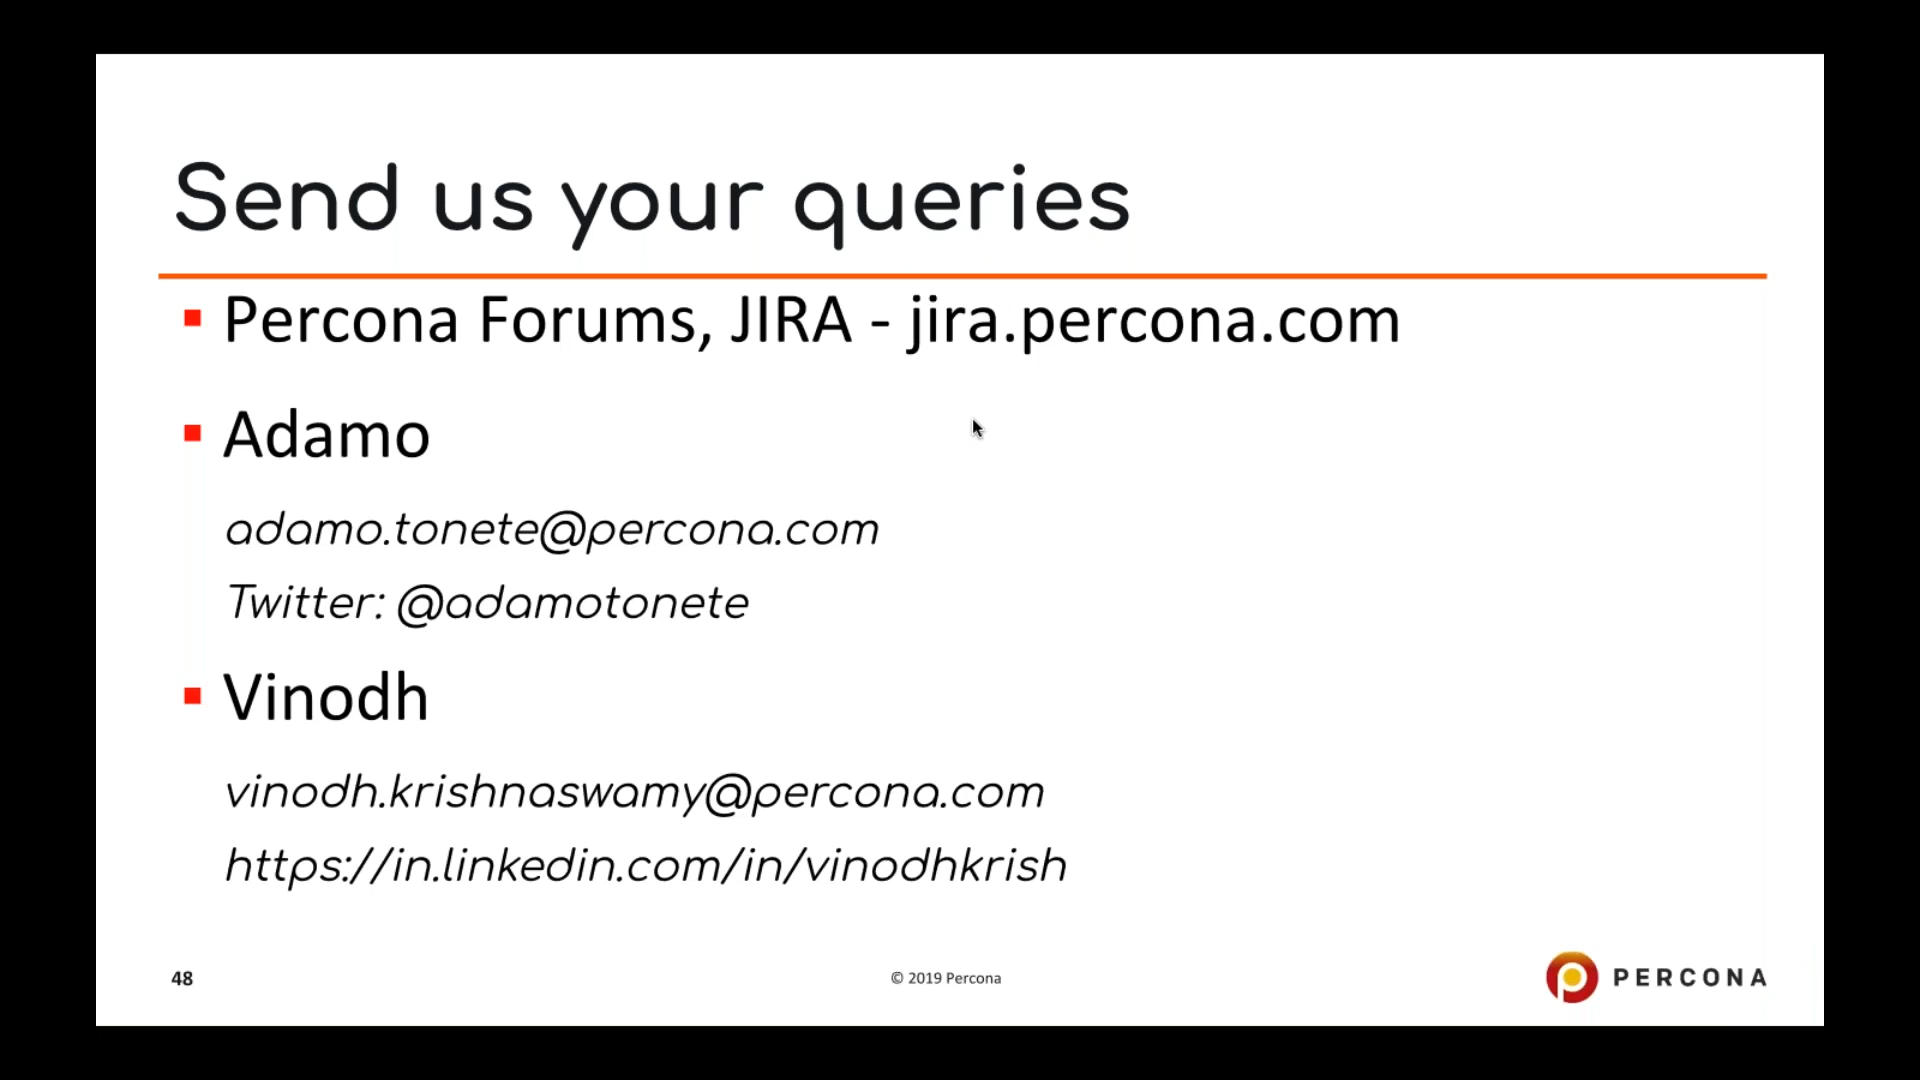 Send us your queries
▪ Percona Forums, JIRA - jira.percona.com
▪ Adamo
adamo.tonete@percona.com
Twitter: @adamotonete
▪ Vinodh
vinodh.krishnaswamy@percona.com
https://in.linkedin.com/in/vinodhkrish
48
© 2019 Percona
PERCONA